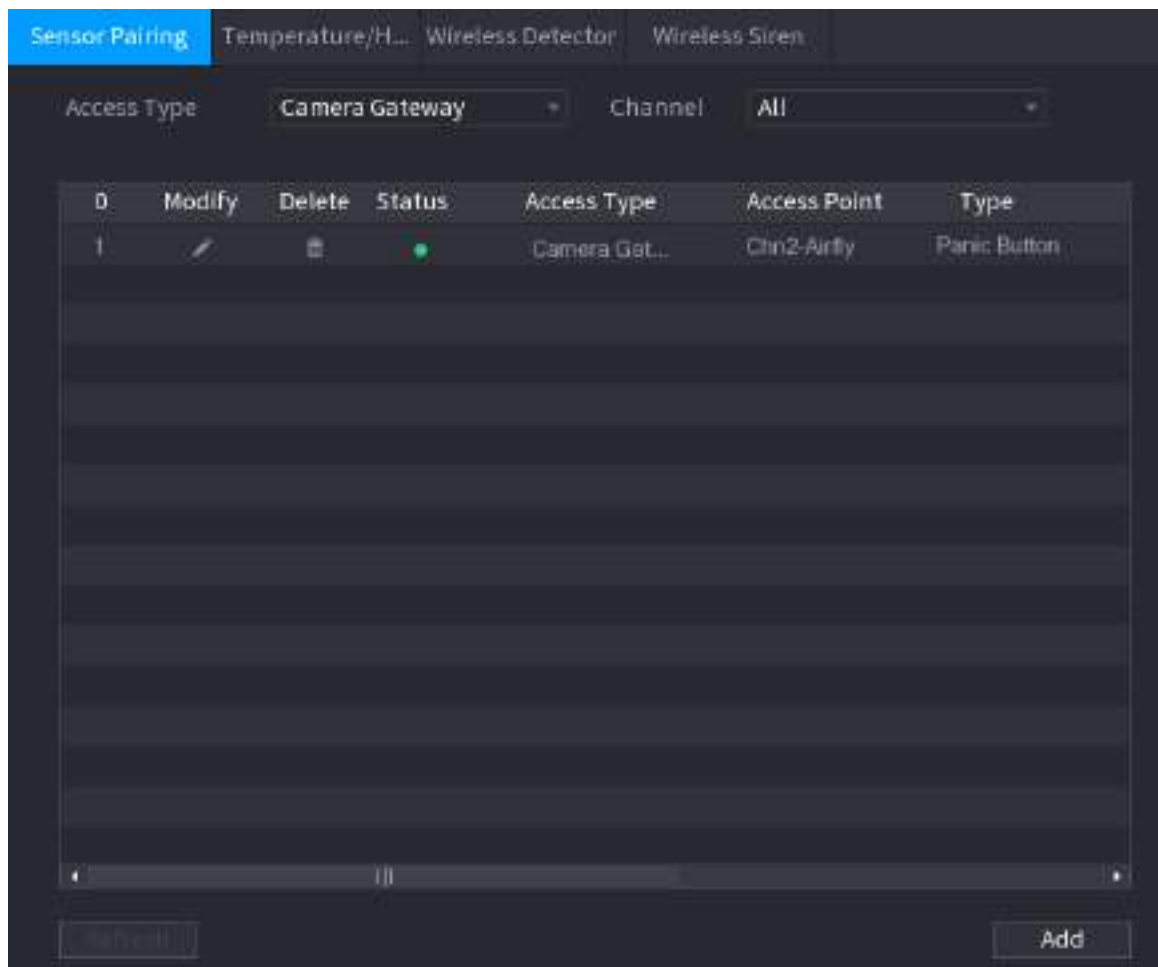 Sensor Pairing Temperature/H... Wireless Detector Wireless Siren
Access Type Camera Gateway Channel All
0 Modify Delete Status Access Type Access Point Type
1 Camera Gat... Chn2-Airfly Panic Button
Refresh Add